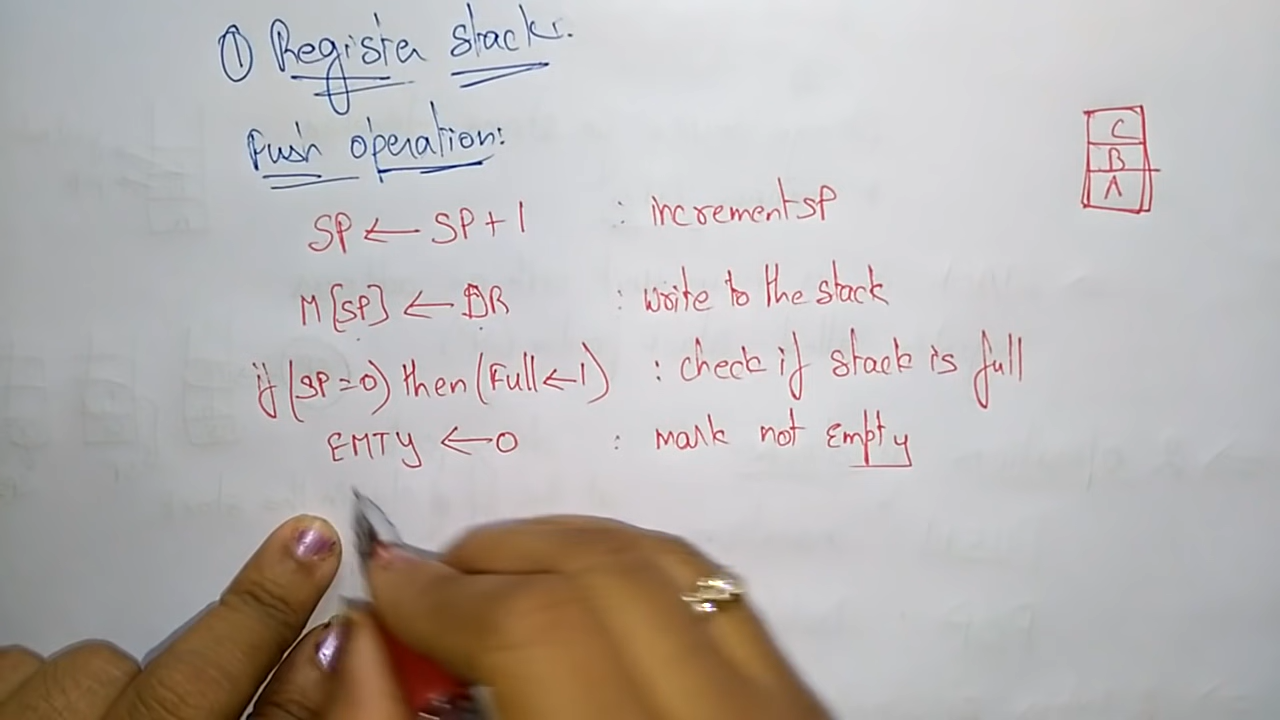 ① Register stack:
Push operation:
SP ← SP + 1 : increment SP
M[SP] ← DR : write to the stack
if (SP=0) then (Full ← 1) : check if stack is full
EMTY ← 0 : mark not Empty
C
B
A